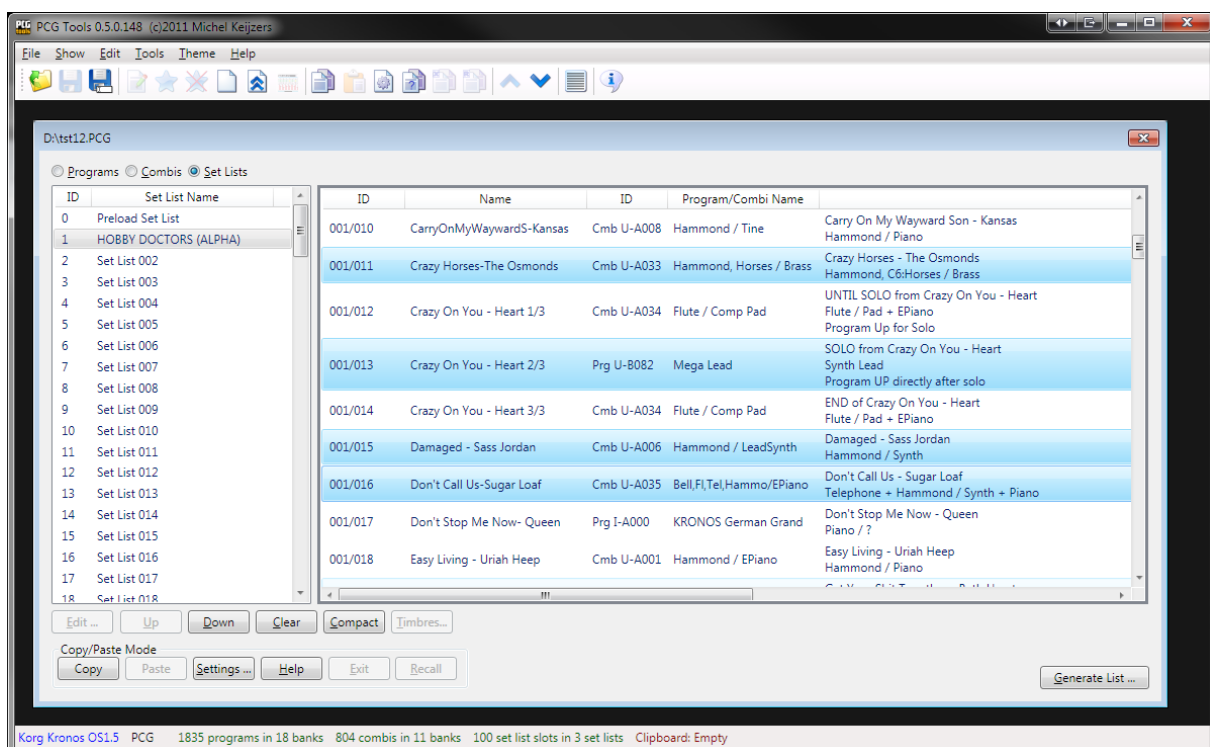 PCG Tools 0.5.0.148 (c)2011 Michel Keijzers
File Show Edit Tools Theme Help
D:\tst12.PCG
Programs Combis Set Lists
ID Set List Name
0 Preload Set List
1 HOBBY DOCTORS (ALPHA)
2 Set List 002
3 Set List 003
4 Set List 004
5 Set List 005
6 Set List 006
7 Set List 007
8 Set List 008
9 Set List 009
10 Set List 010
11 Set List 011
12 Set List 012
13 Set List 013
14 Set List 014
15 Set List 015
16 Set List 016
17 Set List 017
18 Set List 018
ID Name ID Program/Combi Name
001/010 CarryOnMyWaywardS-Kansas Cmb U-A008 Hammond / Tine Carry On My Wayward Son - Kansas
Hammond / Piano
001/011 Crazy Horses-The Osmonds Cmb U-A033 Hammond, Horses / Brass Crazy Horses - The Osmonds
Hammond, C6:Horses / Brass
001/012 Crazy On You - Heart 1/3 Cmb U-A034 Flute / Comp Pad UNTIL SOLO from Crazy On You - Heart
Flute / Pad + EPiano
Program Up for Solo
001/013 Crazy On You - Heart 2/3 Prg U-B082 Mega Lead SOLO from Crazy On You - Heart
Synth Lead
Program UP directly after solo
001/014 Crazy On You - Heart 3/3 Cmb U-A034 Flute / Comp Pad END of Crazy On You - Heart
Flute / Pad + EPiano
001/015 Damaged - Sass Jordan Cmb U-A006 Hammond / LeadSynth Damaged - Sass Jordan
Hammond / Synth
001/016 Don't Call Us-Sugar Loaf Cmb U-A035 Bell,Fl,Tel,Hammo/EPiano Don't Call Us - Sugar Loaf
Telephone + Hammond / Synth + Piano
001/017 Don't Stop Me Now- Queen Prg I-A000 KRONOS German Grand Don't Stop Me Now - Queen
Piano / ?
001/018 Easy Living - Uriah Heep Cmb U-A001 Hammond / EPiano Easy Living - Uriah Heep
Hammond / Piano
Edit ... Up Down Clear Compact Timbres...
Copy/Paste Mode
Copy Paste Settings ... Help Exit Recall
Generate List ...
Korg Kronos OS1.5 PCG 1835 programs in 18 banks 804 combis in 11 banks 100 set list slots in 3 set lists Clipboard: Empty